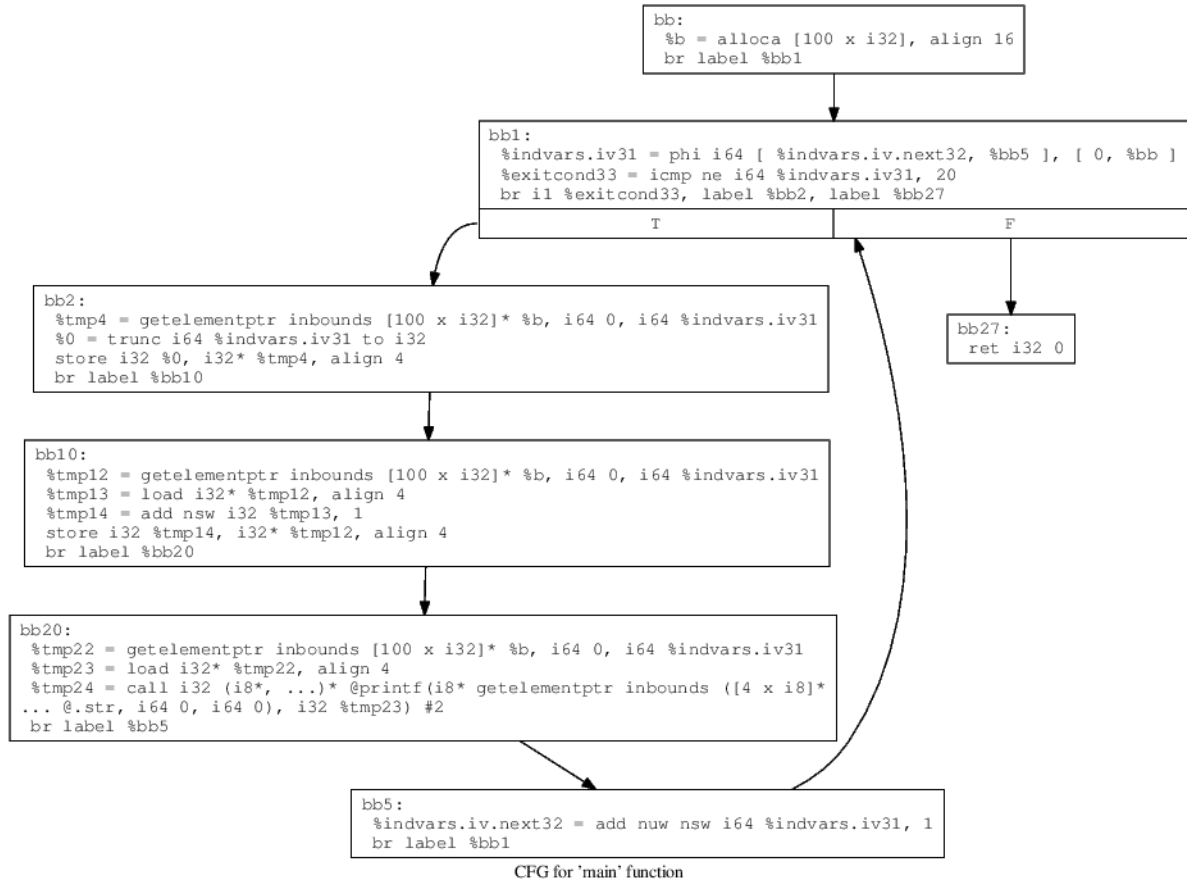 bb:
%b = alloca [100 x i32], align 16
br label %bb1
bb1:
%indvars.iv31 = phi i64 [ %indvars.iv.next32, %bb5 ], [ 0, %bb ]
%exitcond33 = icmp ne i64 %indvars.iv31, 20
br i1 %exitcond33, label %bb2, label %bb27
T F
bb2:
%tmp4 = getelementptr inbounds [100 x i32]* %b, i64 0, i64 %indvars.iv31
%0 = trunc i64 %indvars.iv31 to i32
store i32 %0, i32* %tmp4, align 4
br label %bb10
bb27:
ret i32 0
bb10:
%tmp12 = getelementptr inbounds [100 x i32]* %b, i64 0, i64 %indvars.iv31
%tmp13 = load i32* %tmp12, align 4
%tmp14 = add nsw i32 %tmp13, 1
store i32 %tmp14, i32* %tmp12, align 4
br label %bb20
bb20:
%tmp22 = getelementptr inbounds [100 x i32]* %b, i64 0, i64 %indvars.iv31
%tmp23 = load i32* %tmp22, align 4
%tmp24 = call i32 (i8*, ...)* @printf(i8* getelementptr inbounds ([4 x i8]*
... @.str, i64 0, i64 0), i32 %tmp23) #2
br label %bb5
bb5:
%indvars.iv.next32 = add nuw nsw i64 %indvars.iv31, 1
br label %bb1
CFG for 'main' function